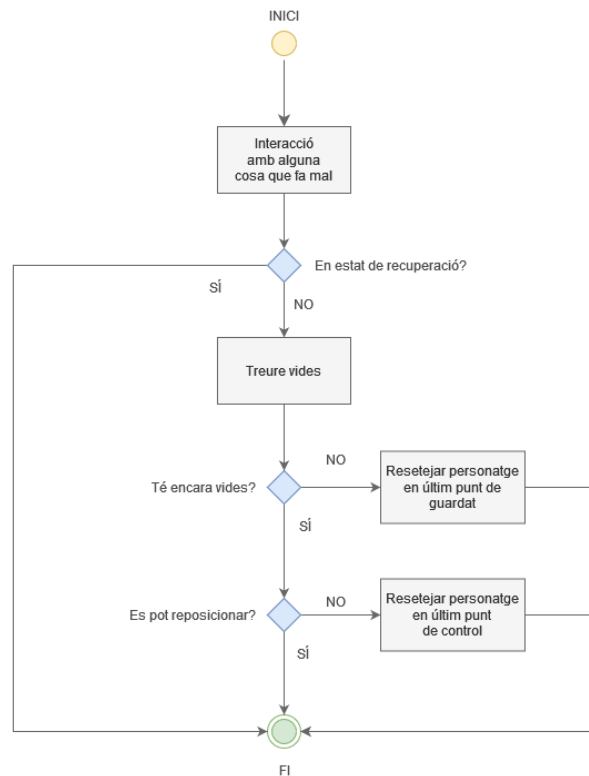 INICI
Interacció
amb alguna
cosa que fa mal
En estat de recuperació?
SÍ
NO
Treure vides
Té encara vides?
NO
Resetejar personatge
en últim punt de
guardat
SÍ
Es pot reposicionar?
NO
Resetejar personatge
en últim punt
de control
SÍ
FI